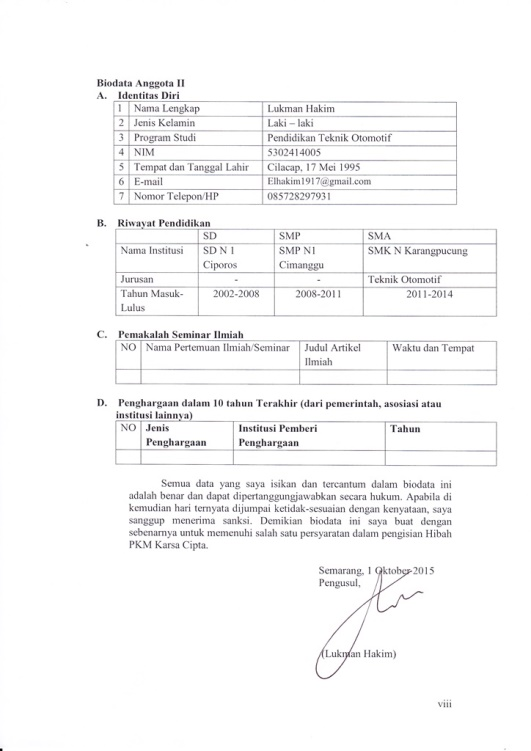 Biodata Anggota II
A. Identitas Diri
1 Nama Lengkap Lukman Hakim
2 Jenis Kelamin Laki – laki
3 Program Studi Pendidikan Teknik Otomotif
4 NIM 5302414005
5 Tempat dan Tanggal Lahir Cilacap, 17 Mei 1995
6 E-mail Elhakim1917@gmail.com
7 Nomor Telepon/HP 085728297931
B. Riwayat Pendidikan
SD SMP SMA
Nama Institusi SD N 1 SMP N1 SMK N Karangpucung
Ciporos Cimanggu
Jurusan - - Teknik Otomotif
Tahun Masuk- 2002-2008 2008-2011 2011-2014
Lulus
C. Pemakalah Seminar Ilmiah
NO Nama Pertemuan Ilmiah/Seminar Judul Artikel Waktu dan Tempat
Ilmiah
D. Penghargaan dalam 10 tahun Terakhir (dari pemerintah, asosiasi atau
institusi lainnya)
NO Jenis Institusi Pemberi Tahun
Penghargaan Penghargaan
Semua data yang saya isikan dan tercantum dalam biodata ini
adalah benar dan dapat dipertanggungjawabkan secara hukum. Apabila di
kemudian hari ternyata dijumpai ketidak-sesuaian dengan kenyataan, saya
sanggup menerima sanksi. Demikian biodata ini saya buat dengan
sebenarnya untuk memenuhi salah satu persyaratan dalam pengisian Hibah
PKM Karsa Cipta.
Semarang, 1 Oktober 2015
Pengusul,
(Lukman Hakim)
viii